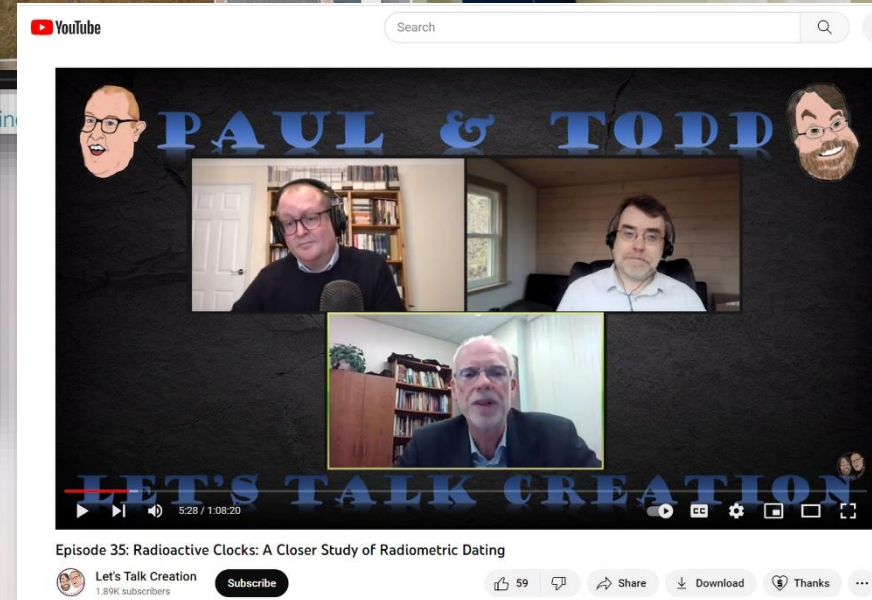 YouTube
Search
PAUL & TODD
LET'S TALK CREATION
5:28 / 1:08:20
CC
Episode 35: Radioactive Clocks: A Closer Study of Radiometric Dating
Let's Talk Creation
1.89K subscribers
Subscribe
59
Share
Download
Thanks